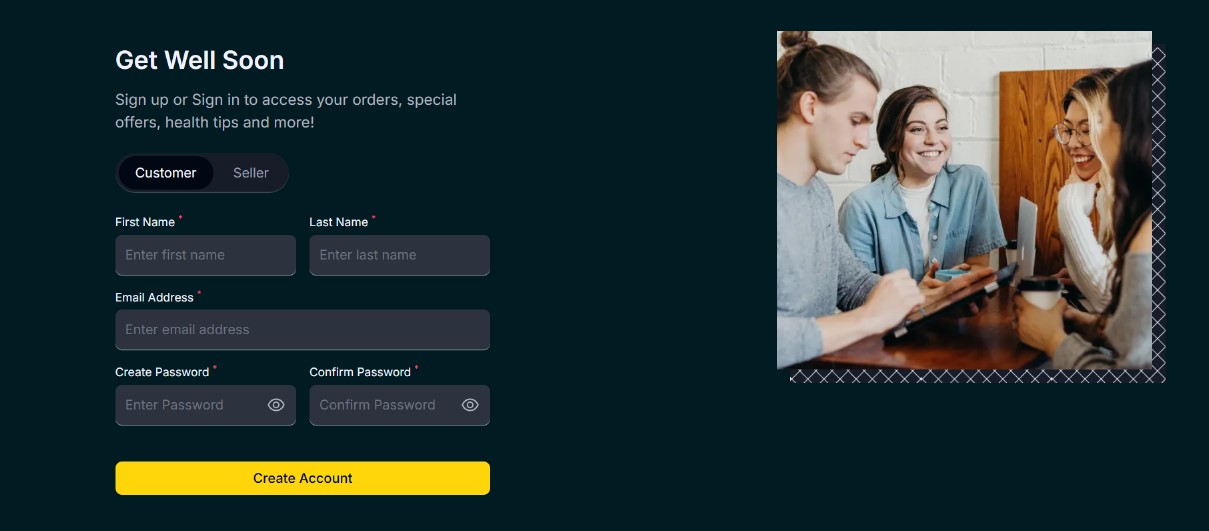 Get Well Soon
Sign up or Sign in to access your orders, special
offers, health tips and more!
Customer Seller
First Name * Last Name *
Enter first name Enter last name
Email Address *
Enter email address
Create Password * Confirm Password *
Enter Password Confirm Password
Create Account